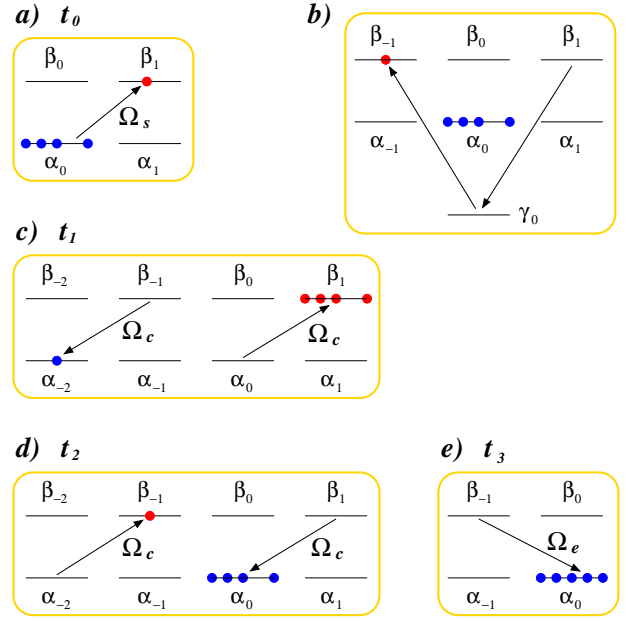 a) t₀
β₀ β₁
Ωₛ
α₀ α₁
b)
β₋₁ β₀ β₁
α₋₁ α₀ α₁
γ₀
c) t₁
β₋₂ β₋₁ β₀ β₁
Ω_c Ω_c
α₋₂ α₋₁ α₀ α₁
d) t₂
β₋₂ β₋₁ β₀ β₁
Ω_c Ω_c
α₋₂ α₋₁ α₀ α₁
e) t₃
β₋₁ β₀
Ωₑ
α₋₁ α₀